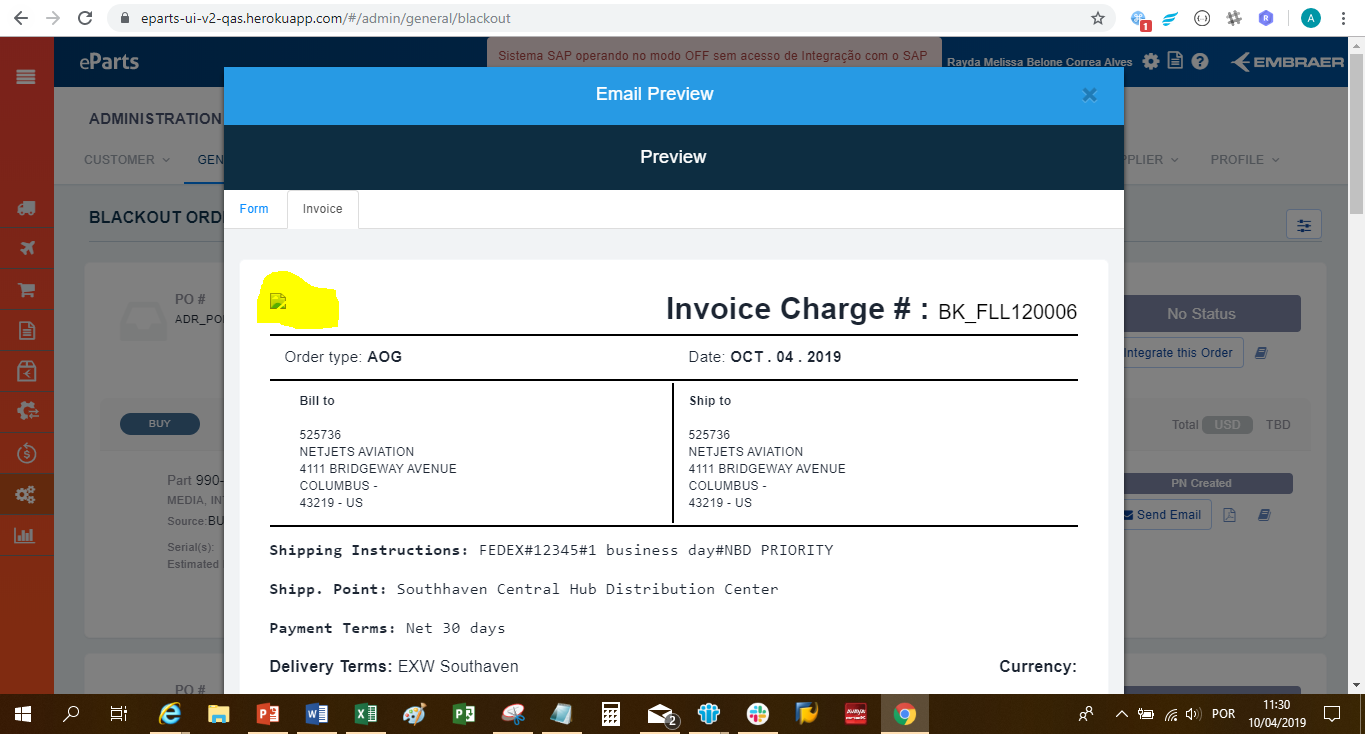 eparts-ui-v2-qas.herokuapp.com/#/admin/general/blackout
1
A
eParts
Sistema SAP operando no modo OFF sem acesso de Integração com o SAP
Rayda Melissa Belone Correa Alves
EMBRAER
Email Preview
ADMINISTRATION
Preview
CUSTOMER
GEN
PPLIER
PROFILE
Form
Invoice
BLACKOUT ORD
PO #
ADR_PO
Invoice Charge # : BK_FLL120006
No Status
Order type: AOG
Date: OCT . 04 . 2019
Integrate this Order
Bill to
Ship to
BUY
Total USD TBD
525736
525736
NETJETS AVIATION
NETJETS AVIATION
4111 BRIDGEWAY AVENUE
4111 BRIDGEWAY AVENUE
COLUMBUS -
COLUMBUS -
43219 - US
43219 - US
Part 990-
MEDIA, IN
Source:BU
PN Created
Send Email
Serial(s):
Estimated
Shipping Instructions: FEDEX#12345#1 business day#NBD PRIORITY
Shipp. Point: Southhaven Central Hub Distribution Center
Payment Terms: Net 30 days
Delivery Terms: EXW Southaven
Currency:
PO #
2
AVAYA
POR
11:30
10/04/2019